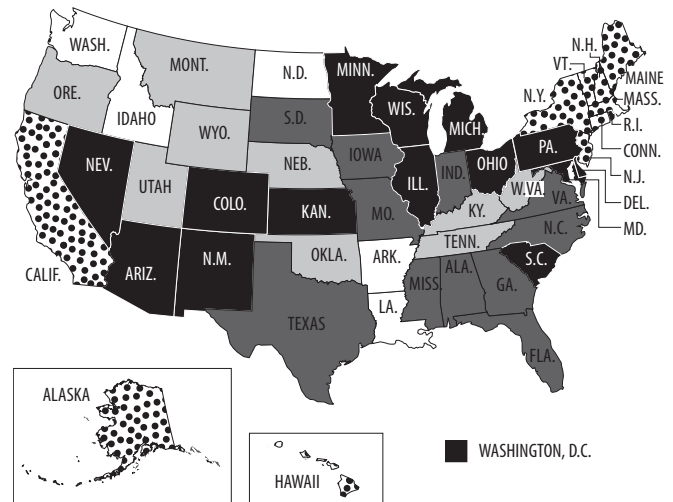 WASH.
MONT.
N.D.
MINN.
N.H.
VT.
MAINE
ORE.
IDAHO
S.D.
WIS.
MICH.
N.Y.
MASS.
R.I.
CONN.
WYO.
IOWA
PA.
N.J.
NEV.
NEB.
ILL.
IND.
OHIO
DEL.
MD.
UTAH
COLO.
KAN.
MO.
KY.
W.VA.
VA.
CALIF.
ARIZ.
N.M.
OKLA.
ARK.
TENN.
N.C.
S.C.
TEXAS
LA.
MISS.
ALA.
GA.
FLA.
ALASKA
HAWAII
WASHINGTON, D.C.